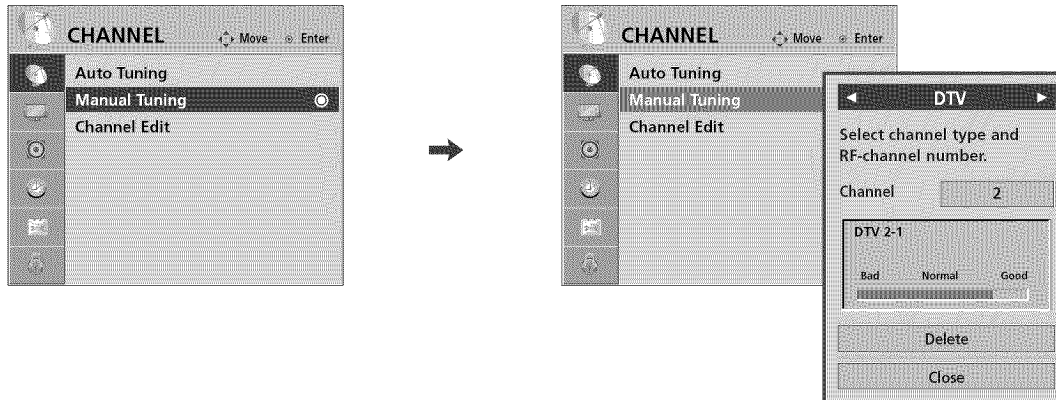 CHANNEL Move Enter
Auto Tuning
Manual Tuning
Channel Edit
CHANNEL Move Enter
Auto Tuning
Manual Tuning
Channel Edit
DTV
Select channel type and
RF-channel number.
Channel 2
DTV 2-1
Bad Normal Good
Delete
Close